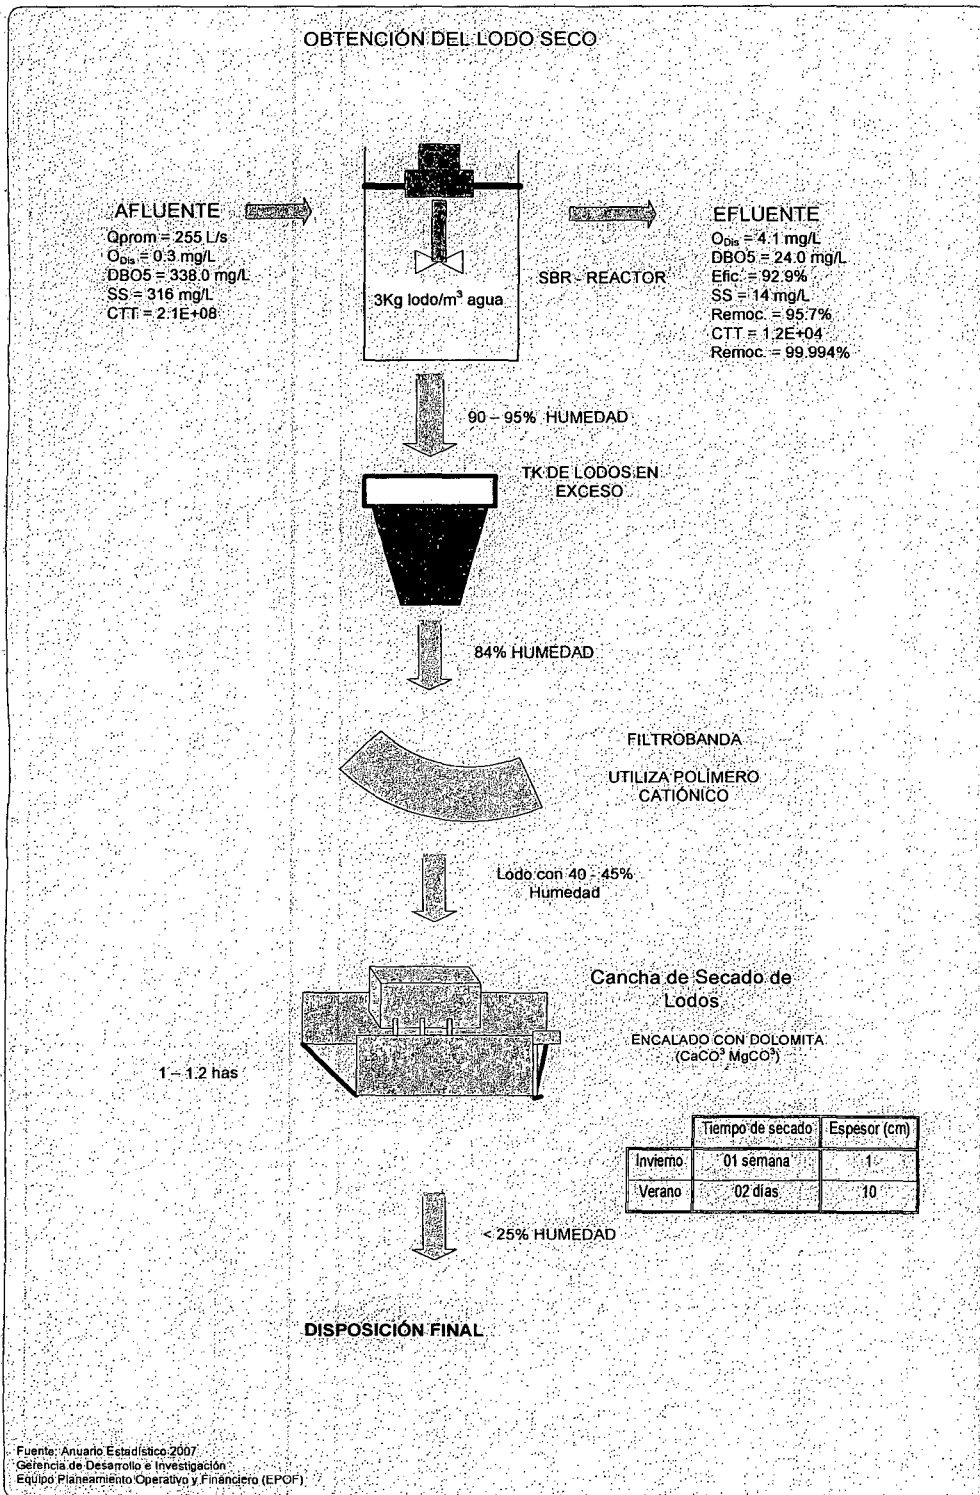 OBTENCIÓN DEL LODO SECO
AFLUENTE
Qprom = 255 L/s
O_Dis = 0.3 mg/L
DBO5 = 338.0 mg/L
SS = 316 mg/L
CTT = 2.1E+08
3Kg lodo/m³ agua
SBR - REACTOR
EFLUENTE
O_Dis = 4.1 mg/L
DBO5 = 24.0 mg/L
Efic. = 92.9%
SS = 14 mg/L
Remoc. = 95.7%
CTT = 1.2E+04
Remoc. = 99.994%
90 – 95% HUMEDAD
TK DE LODOS EN
EXCESO
84% HUMEDAD
FILTROBANDA
UTILIZA POLÍMERO
CATIÓNICO
Lodo con 40 - 45%
Humedad
Cancha de Secado de
Lodos
ENCALADO CON DOLOMITA
(CaCO³ MgCO³)
1 – 1.2 has
Tiempo de secado Espesor (cm)
Invierno 01 semana 1
Verano 02 días 10
< 25% HUMEDAD
DISPOSICIÓN FINAL
Fuente: Anuario Estadístico 2007
Gerencia de Desarrollo e Investigación
Equipo Planeamiento Operativo y Financiero (EPOF)